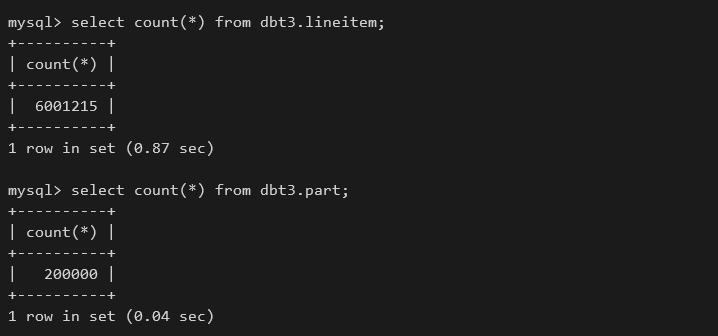 mysql> select count(*) from dbt3.lineitem;
+----------+
| count(*) |
+----------+
|  6001215 |
+----------+
1 row in set (0.87 sec)

mysql> select count(*) from dbt3.part;
+----------+
| count(*) |
+----------+
|   200000 |
+----------+
1 row in set (0.04 sec)